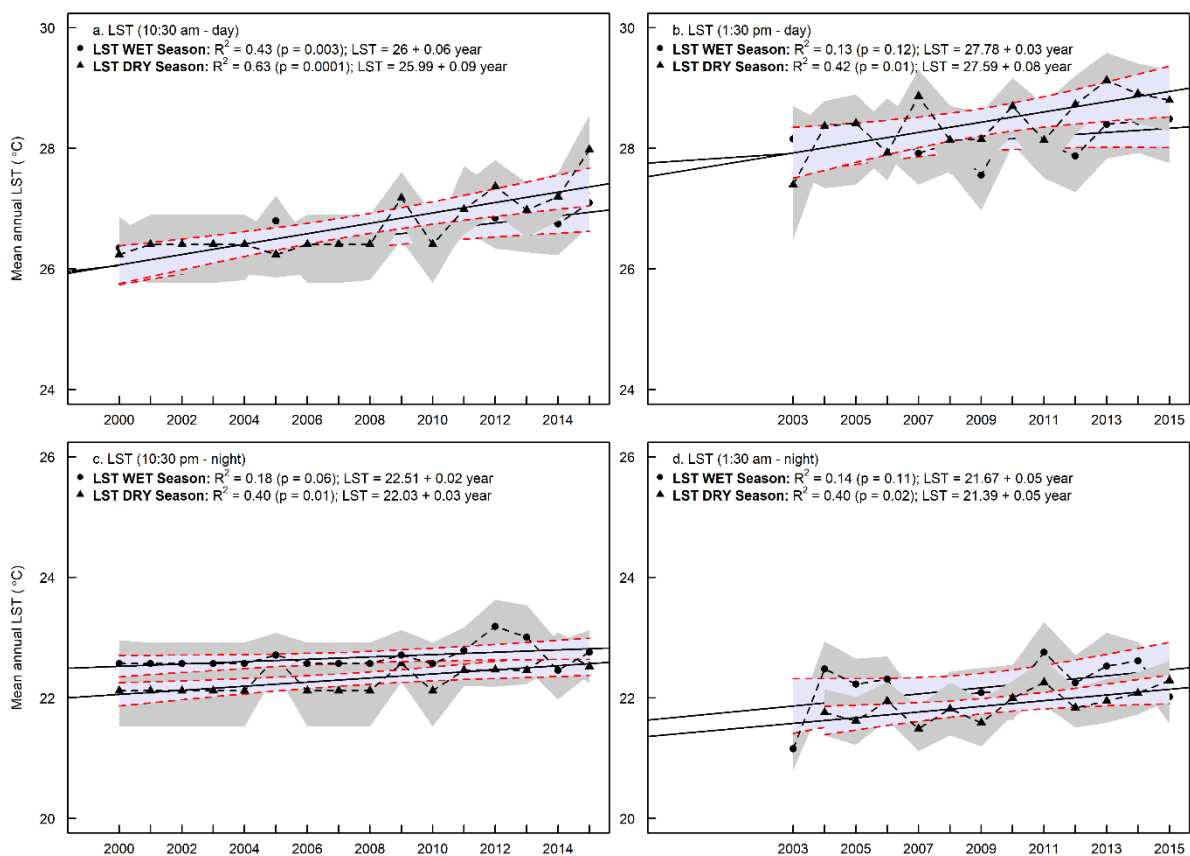 30
28
26
24
Mean annual LST ( °C)
a. LST (10:30 am - day)
LST WET Season: R² = 0.43 (p = 0.003); LST = 26 + 0.06 year
LST DRY Season: R² = 0.63 (p = 0.0001); LST = 25.99 + 0.09 year
2000 2002 2004 2006 2008 2010 2012 2014
30
28
26
24
b. LST (1:30 pm - day)
LST WET Season: R² = 0.13 (p = 0.12); LST = 27.78 + 0.03 year
LST DRY Season: R² = 0.42 (p = 0.01); LST = 27.59 + 0.08 year
2003 2005 2007 2009 2011 2013 2015
26
24
22
20
Mean annual LST ( °C)
c. LST (10:30 pm - night)
LST WET Season: R² = 0.18 (p = 0.06); LST = 22.51 + 0.02 year
LST DRY Season: R² = 0.40 (p = 0.01); LST = 22.03 + 0.03 year
2000 2002 2004 2006 2008 2010 2012 2014
26
24
22
20
d. LST (1:30 am - night)
LST WET Season: R² = 0.14 (p = 0.11); LST = 21.67 + 0.05 year
LST DRY Season: R² = 0.40 (p = 0.02); LST = 21.39 + 0.05 year
2003 2005 2007 2009 2011 2013 2015